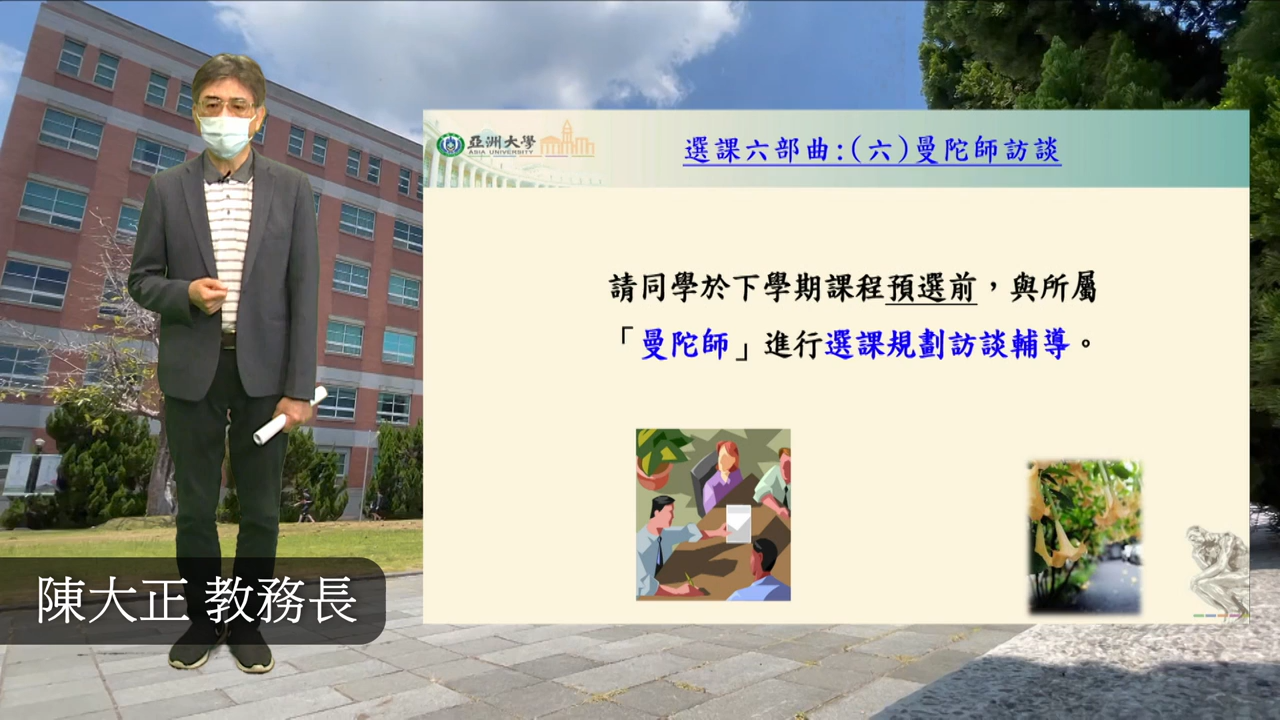 亞洲大學
ASIA UNIVERSITY
選課六部曲:(六)曼陀師訪談
請同學於下學期課程預選前，與所屬
「曼陀師」進行選課規劃訪談輔導。
陳大正 教務長